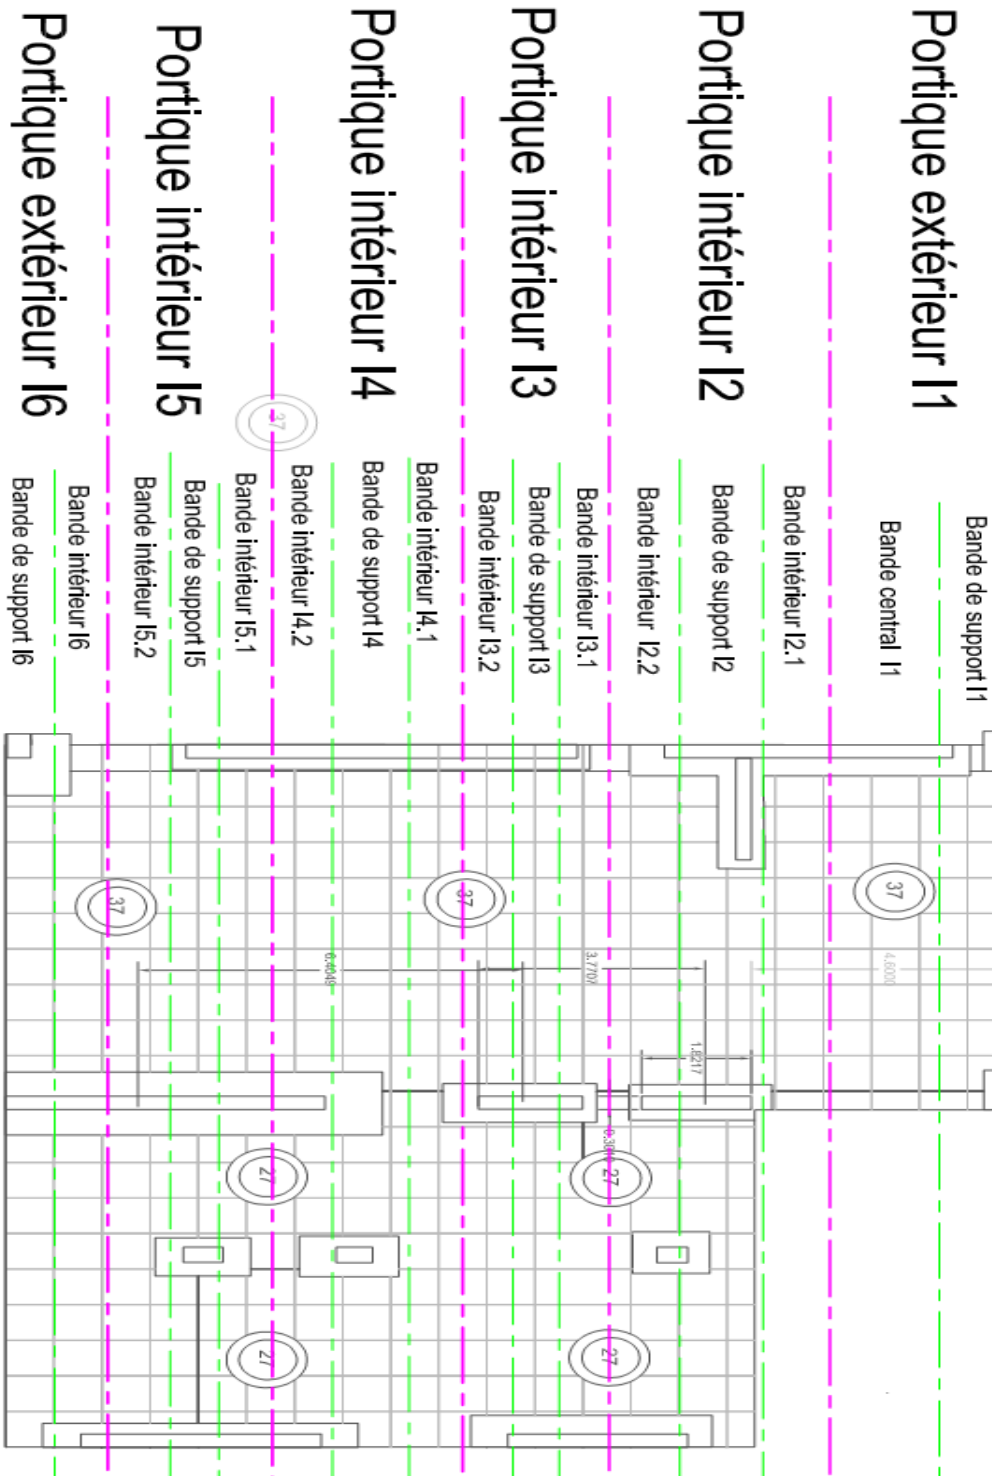 Portique extérieur I1
Portique intérieur I2
Portique intérieur I3
Portique intérieur I4
Portique intérieur I5
Portique extérieur I6
Bande de support I1
Bande central I1
Bande intérieur I2.1
Bande de support I2
Bande intérieur I2.2
Bande intérieur I3.1
Bande de support I3
Bande intérieur I3.2
Bande intérieur I4.1
Bande de support I4
Bande intérieur I4.2
Bande intérieur I5.1
Bande de support I5
Bande intérieur I5.2
Bande intérieur I6
Bande de support I6
37
37
37
37
4.6000
3.7707
6.4049
1.8217
27
27
27
27